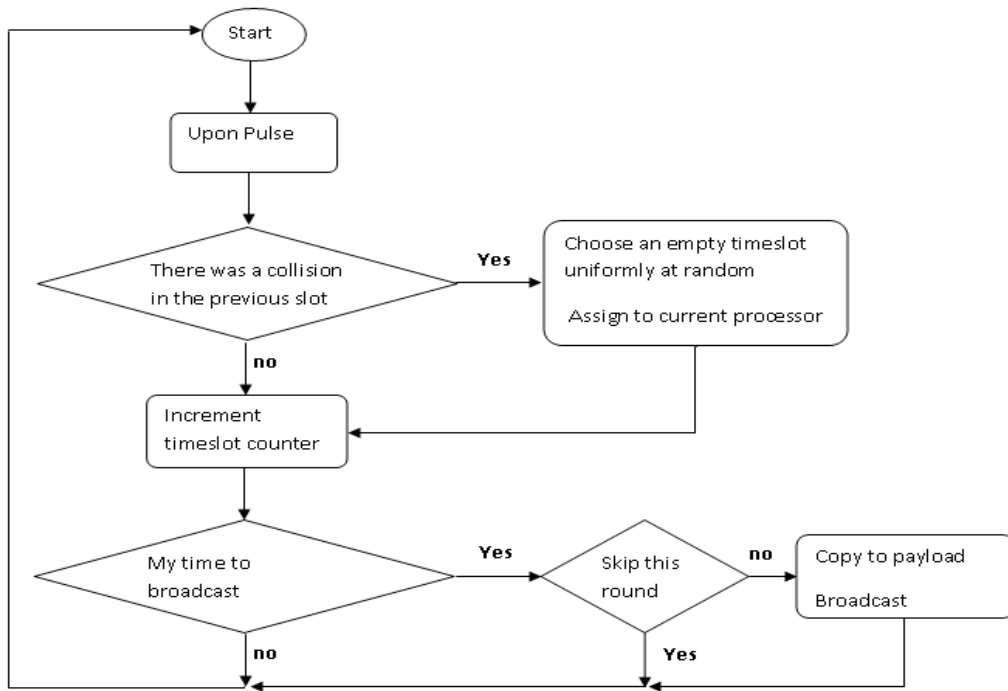 Start
Upon Pulse
There was a collision
in the previous slot
Yes
Choose an empty timeslot
uniformly at random
Assign to current processor
no
Increment
timeslot counter
My time to
broadcast
Yes
Skip this
round
no
Copy to payload
Broadcast
no
Yes